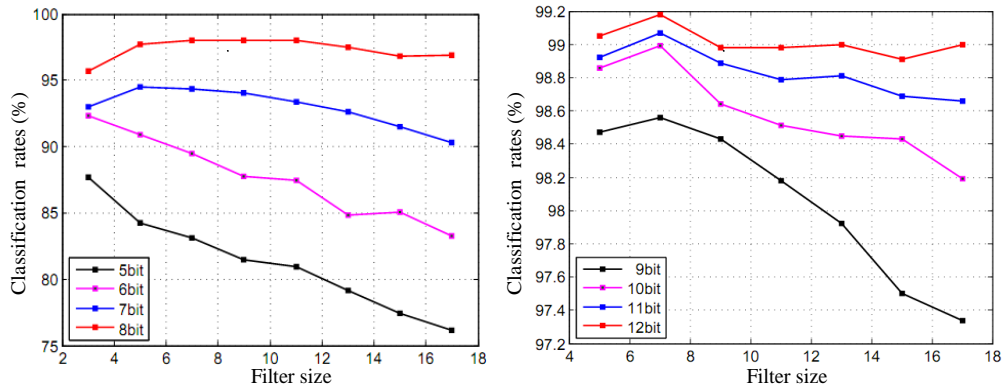 Classification rates (%)
100
95
90
85
80
75
5bit
6bit
7bit
8bit
2 4 6 8 10 12 14 16 18
Filter size
Classification rates (%)
99.2
99
98.8
98.6
98.4
98.2
98
97.8
97.6
97.4
97.2
9bit
10bit
11bit
12bit
4 6 8 10 12 14 16 18
Filter size